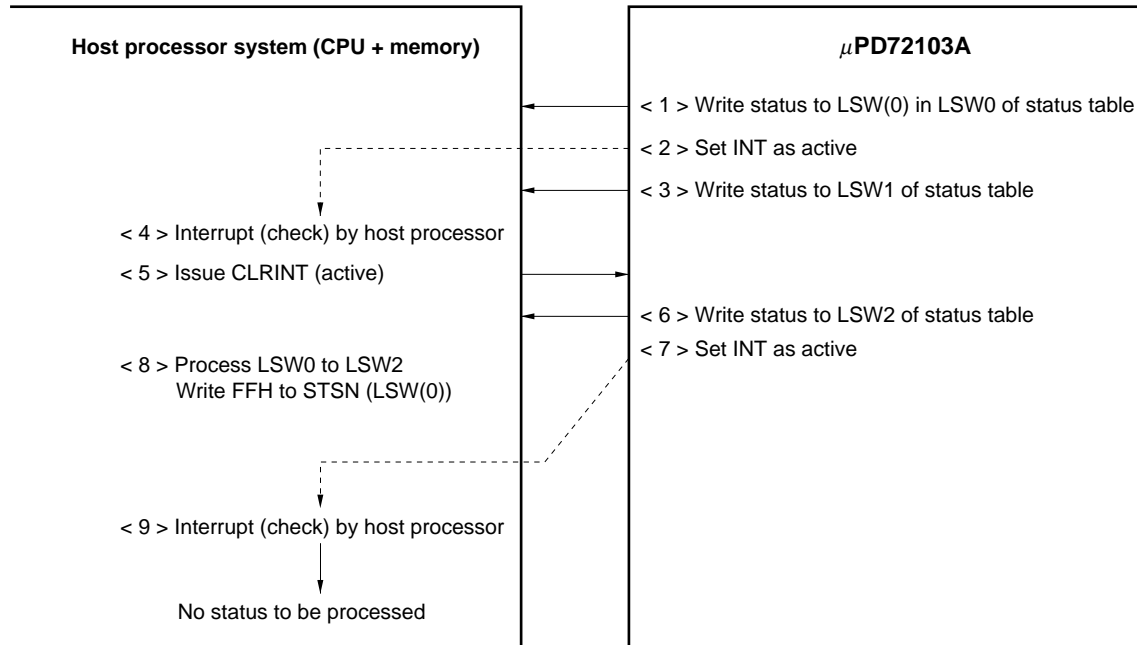 Host processor system (CPU + memory)
μPD72103A
< 1 > Write status to LSW(0) in LSW0 of status table
< 2 > Set INT as active
< 3 > Write status to LSW1 of status table
< 4 > Interrupt (check) by host processor
< 5 > Issue CLRINT (active)
< 6 > Write status to LSW2 of status table
< 7 > Set INT as active
< 8 > Process LSW0 to LSW2
Write FFH to STSN (LSW(0))
< 9 > Interrupt (check) by host processor
No status to be processed